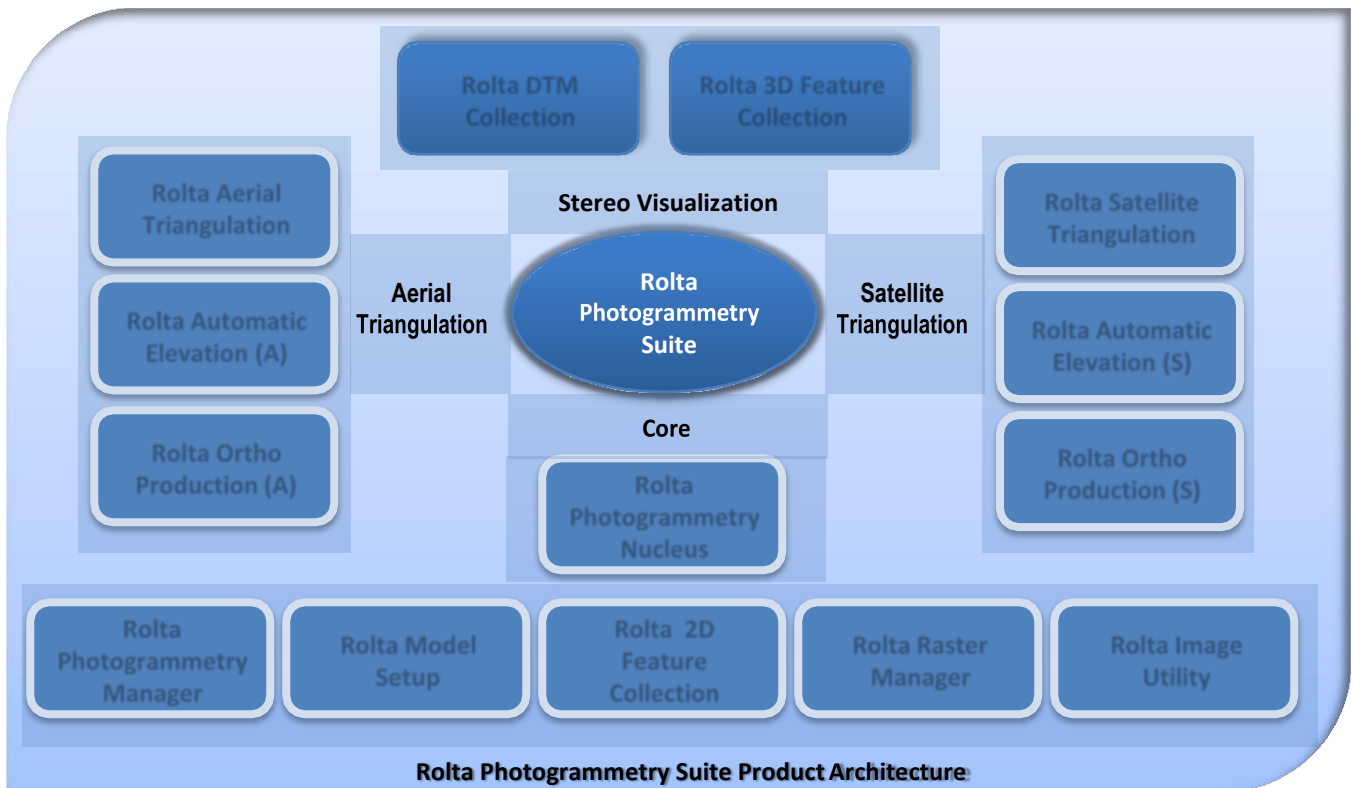 Rolta DTM
Collection
Rolta 3D Feature
Collection
Stereo Visualization
Rolta Aerial
Triangulation
Rolta Automatic
Elevation (A)
Rolta Ortho
Production (A)
Aerial
Triangulation
Rolta
Photogrammetry
Suite
Satellite
Triangulation
Rolta Satellite
Triangulation
Rolta Automatic
Elevation (S)
Rolta Ortho
Production (S)
Core
Rolta
Photogrammetry
Nucleus
Rolta
Photogrammetry
Manager
Rolta Model
Setup
Rolta 2D
Feature
Collection
Rolta Raster
Manager
Rolta Image
Utility
Rolta Photogrammetry Suite Product Architecture